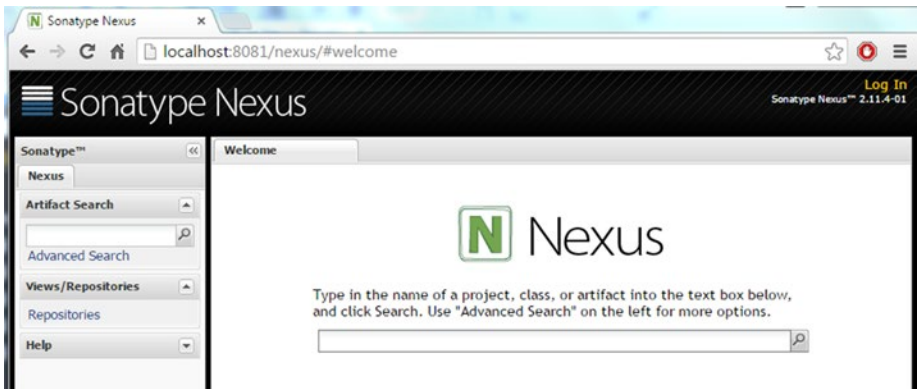 Sonatype Nexus
localhost:8081/nexus/#welcome
Sonatype Nexus
Log In
Sonatype Nexus™ 2.11.4-01
Sonatype™
Nexus
Artifact Search
Advanced Search
Views/Repositories
Repositories
Help
Welcome
N Nexus
Type in the name of a project, class, or artifact into the text box below,
and click Search. Use "Advanced Search" on the left for more options.